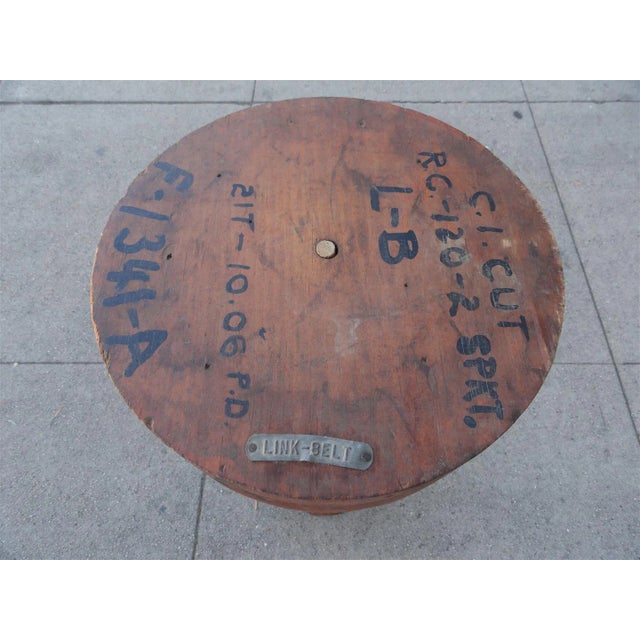 C.I. CUT
RC-120-2 SPKT.
L-B
21T-10.06" P.D.
F-1341-A
LINK-BELT